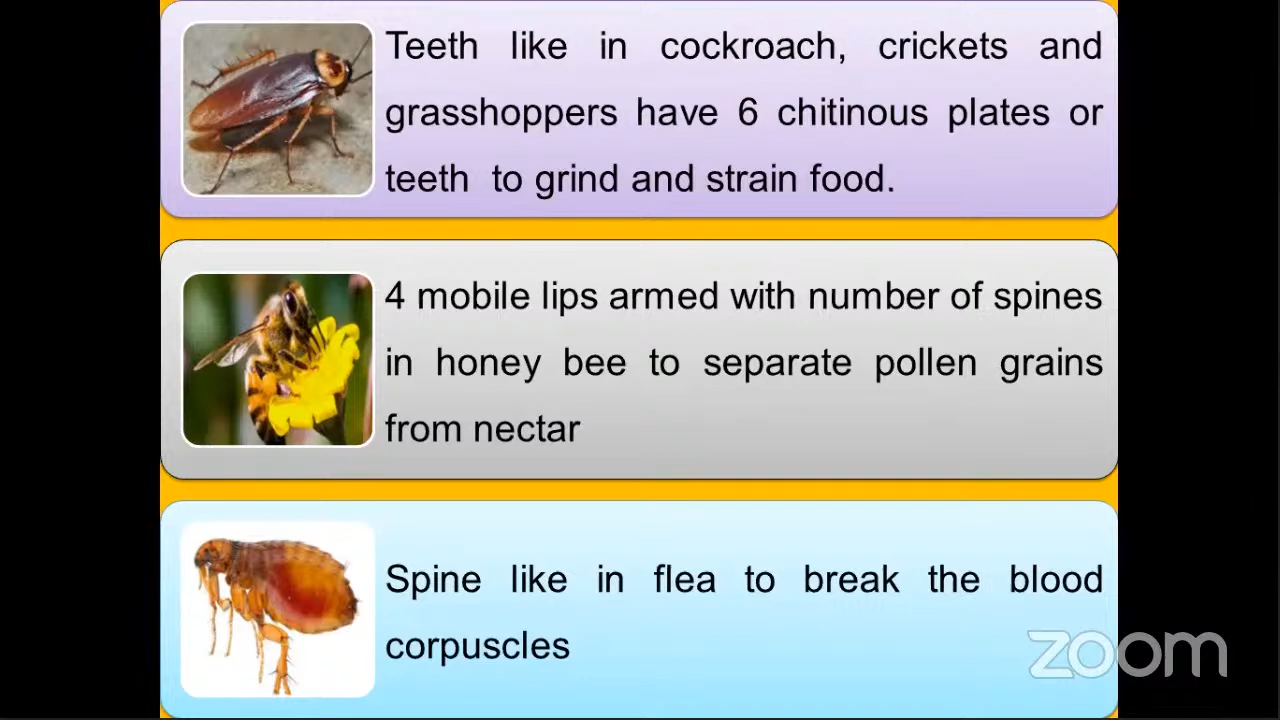 Teeth like in cockroach, crickets and
grasshoppers have 6 chitinous plates or
teeth to grind and strain food.
4 mobile lips armed with number of spines
in honey bee to separate pollen grains
from nectar
Spine like in flea to break the blood
corpuscles
zoom